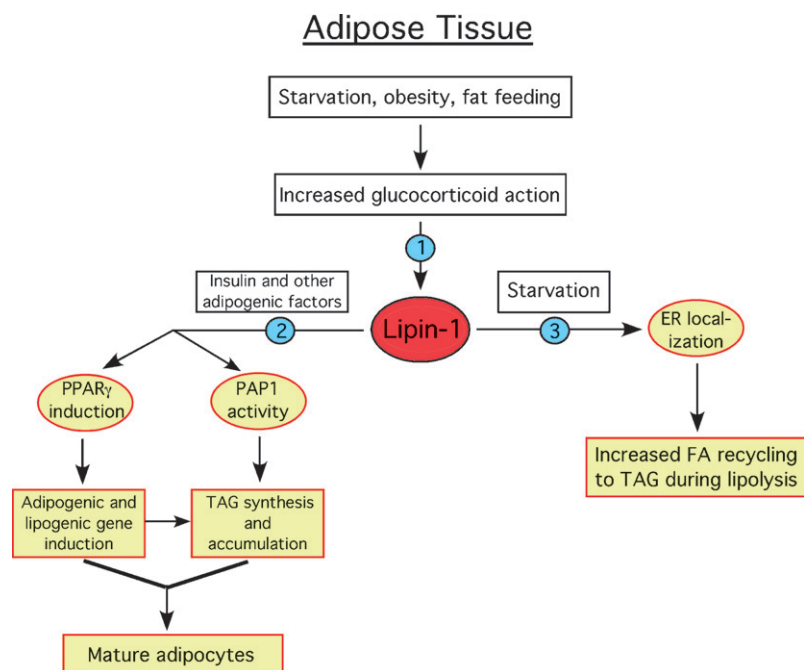 Adipose Tissue
Starvation, obesity, fat feeding
Increased glucocorticoid action
1
Insulin and other
adipogenic factors
Starvation
2
Lipin-1
3
ER local-
ization
PPARγ
induction
PAP1
activity
Increased FA recycling
to TAG during lipolysis
Adipogenic and
lipogenic gene
induction
TAG synthesis
and
accumulation
Mature adipocytes